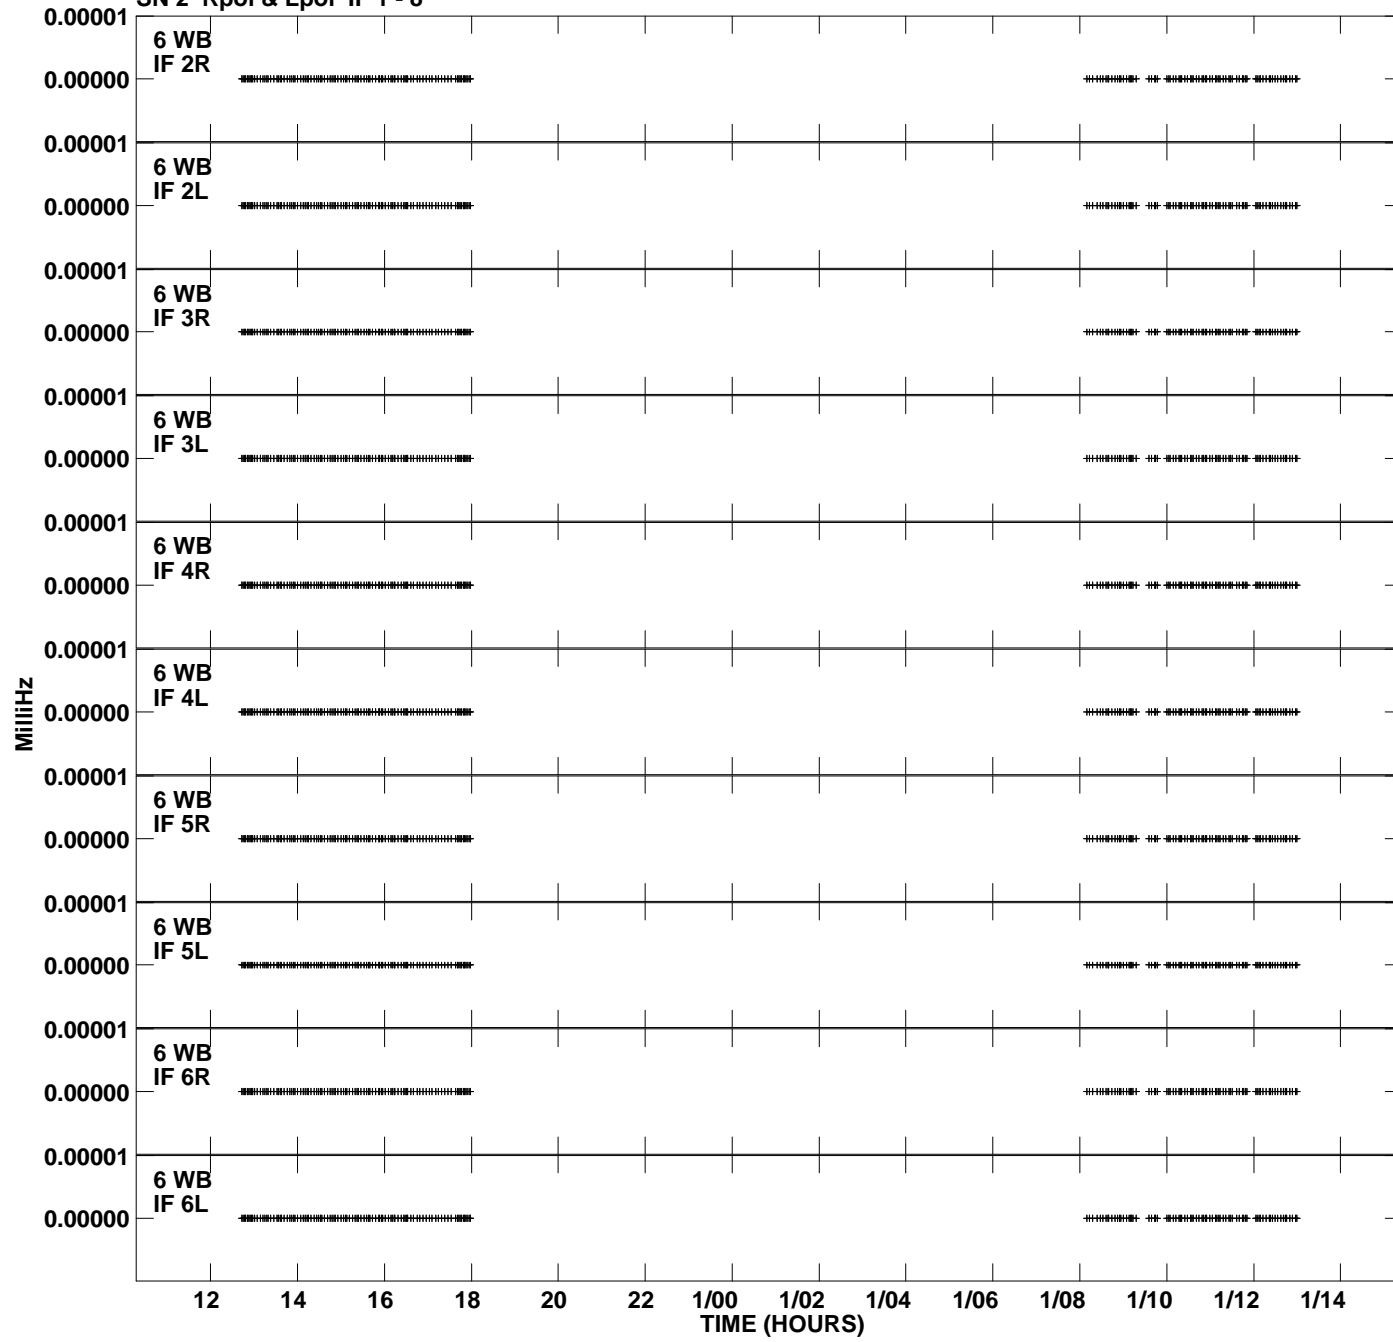 SN 2 Rpol & Lpol IF 1 - 8
0.00001
6 WB
IF 2R
0.00000
0.00001
6 WB
IF 2L
0.00000
0.00001
6 WB
IF 3R
0.00000
0.00001
6 WB
IF 3L
0.00000
0.00001
6 WB
IF 4R
0.00000
0.00001
6 WB
IF 4L
0.00000
MilliHz
0.00001
6 WB
IF 5R
0.00000
0.00001
6 WB
IF 5L
0.00000
0.00001
6 WB
IF 6R
0.00000
0.00001
6 WB
IF 6L
0.00000
12 14 16 18 20 22 1/00 1/02 1/04 1/06 1/08 1/10 1/12 1/14
TIME (HOURS)